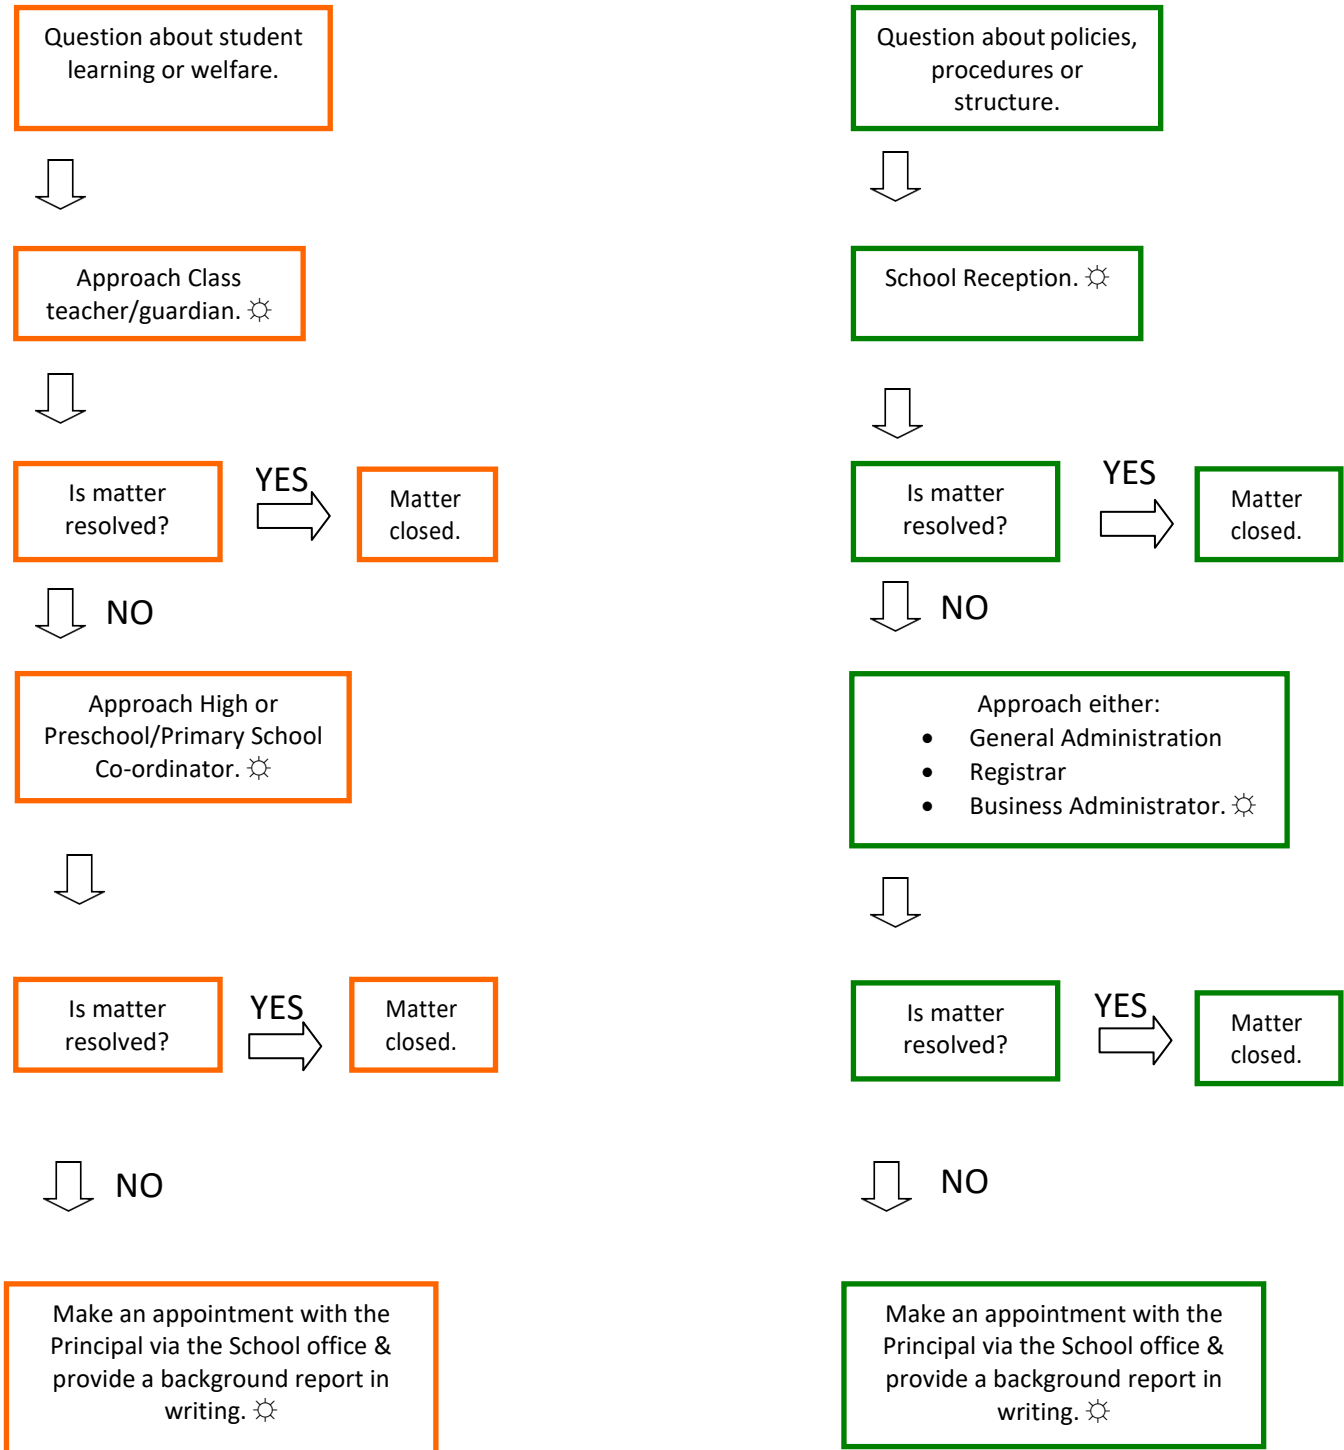 Question about student
learning or welfare.
Approach Class
teacher/guardian. ☼
Is matter
resolved?
YES
Matter
closed.
NO
Approach High or
Preschool/Primary School
Co-ordinator. ☼
Is matter
resolved?
YES
Matter
closed.
NO
Make an appointment with the
Principal via the School office &
provide a background report in
writing. ☼
Question about policies,
procedures or
structure.
School Reception. ☼
Is matter
resolved?
YES
Matter
closed.
NO
Approach either:
• General Administration
• Registrar
• Business Administrator. ☼
Is matter
resolved?
YES
Matter
closed.
NO
Make an appointment with the
Principal via the School office &
provide a background report in
writing. ☼